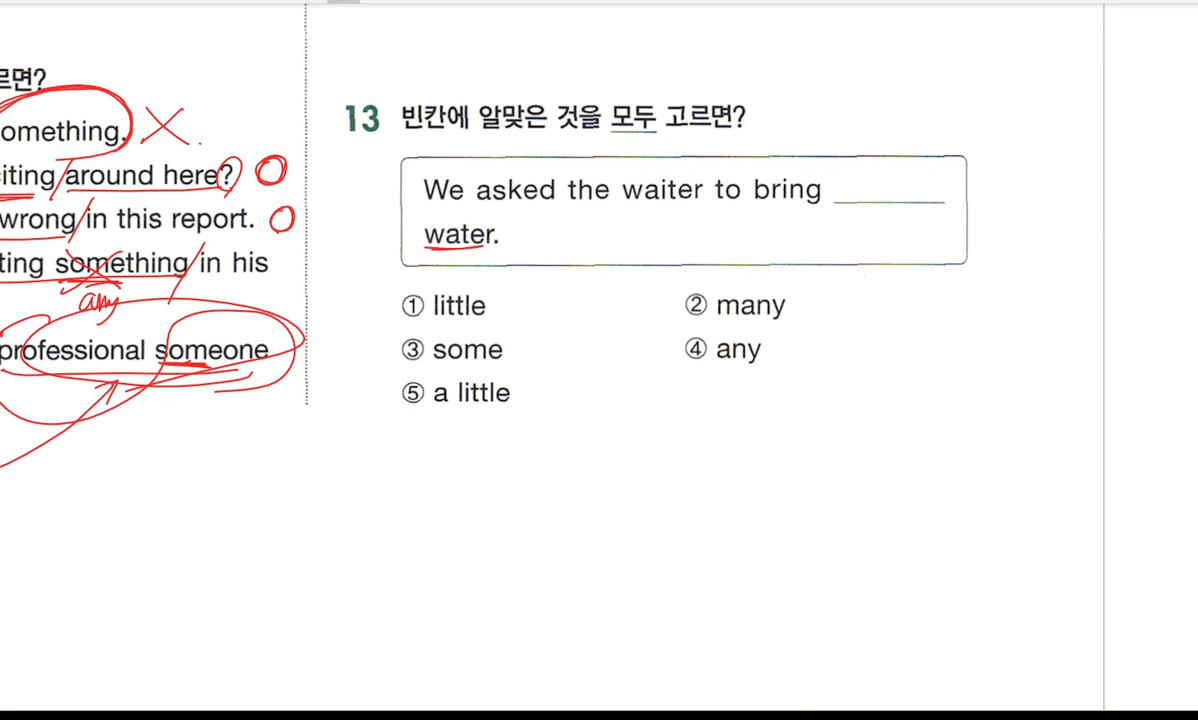 르면?
omething.
iting around here?
wrong in this report.
ting something in his
any
professional someone
13 빈칸에 알맞은 것을 모두 고르면?
We asked the waiter to bring ________
water.
① little
② many
③ some
④ any
⑤ a little